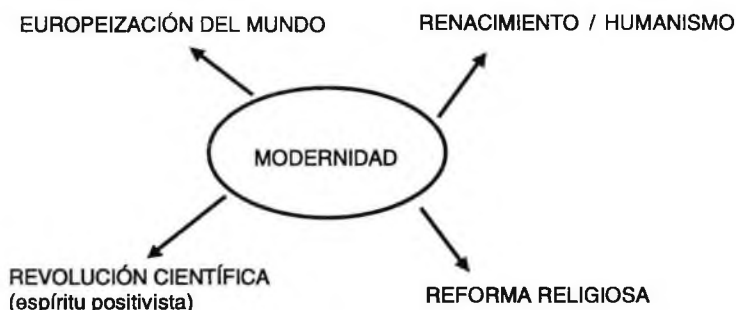 EUROPEIZACIÓN DEL MUNDO
RENACIMIENTO / HUMANISMO
MODERNIDAD
REVOLUCIÓN CIENTÍFICA
(espíritu positivista)
REFORMA RELIGIOSA